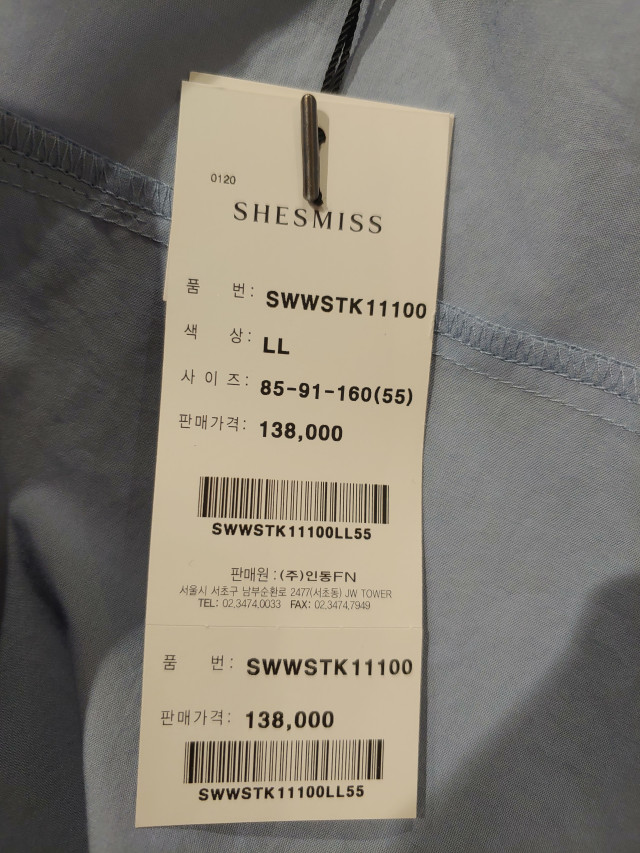 0120
SHESMISS
품 번: SWWSTK11100
색 상: LL
사 이 즈: 85-91-160(55)
판매가격: 138,000
SWWSTK11100LL55
판매원 : (주)인동FN
서울시 서초구 남부순환로 2477(서초동) JW TOWER
TEL: 02.3474.0033 FAX: 02.3474.7949
품 번: SWWSTK11100
판매가격: 138,000
SWWSTK11100LL55